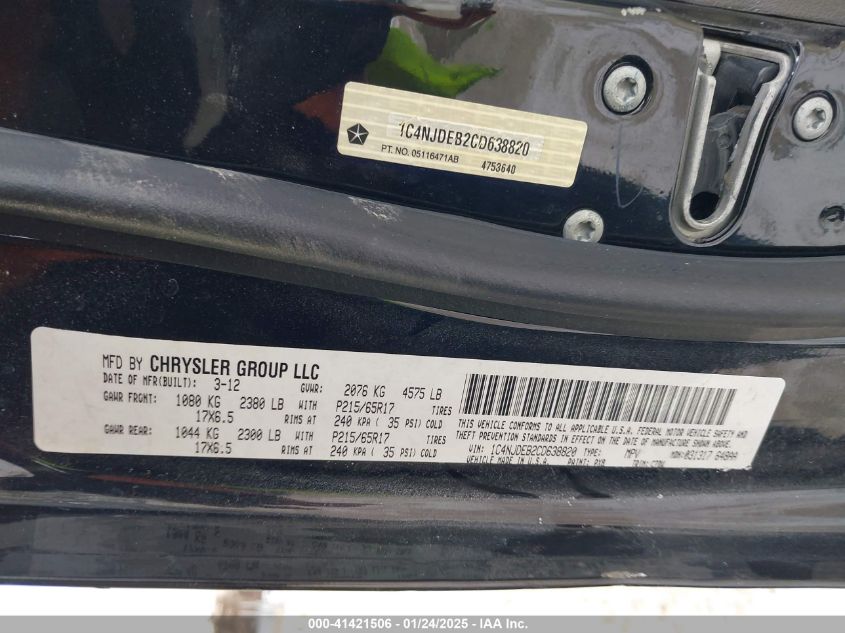 1C4NJDEB2CD638820
PT. NO. 05116471AB 4753640
MFD BY CHRYSLER GROUP LLC
DATE OF MFR(BUILT): 3-12 GVWR: 2076 KG 4575 LB
GAWR FRONT: 1080 KG 2380 LB WITH P215/65R17 TIRES
17X6.5 RIMS AT 240 KPA ( 35 PSI) COLD
GAWR REAR: 1044 KG 2300 LB WITH P215/65R17 TIRES
17X6.5 RIMS AT 240 KPA ( 35 PSI) COLD
THIS VEHICLE CONFORMS TO ALL APPLICABLE U.S.A. FEDERAL MOTOR VEHICLE SAFETY AND
THEFT PREVENTION STANDARDS IN EFFECT ON THE DATE OF MANUFACTURE SHOWN ABOVE.
VIN: 1C4NJDEB2CD638820 TYPE: MPV MDH:
VEHICLE MADE IN U.S.A. PAINT: TRIM:
000-41421506 | 01/24/2025 | IAA Inc.